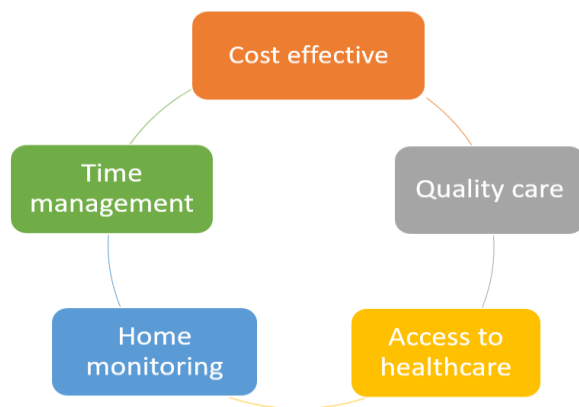 Cost effective
Quality care
Access to
healthcare
Home
monitoring
Time
management